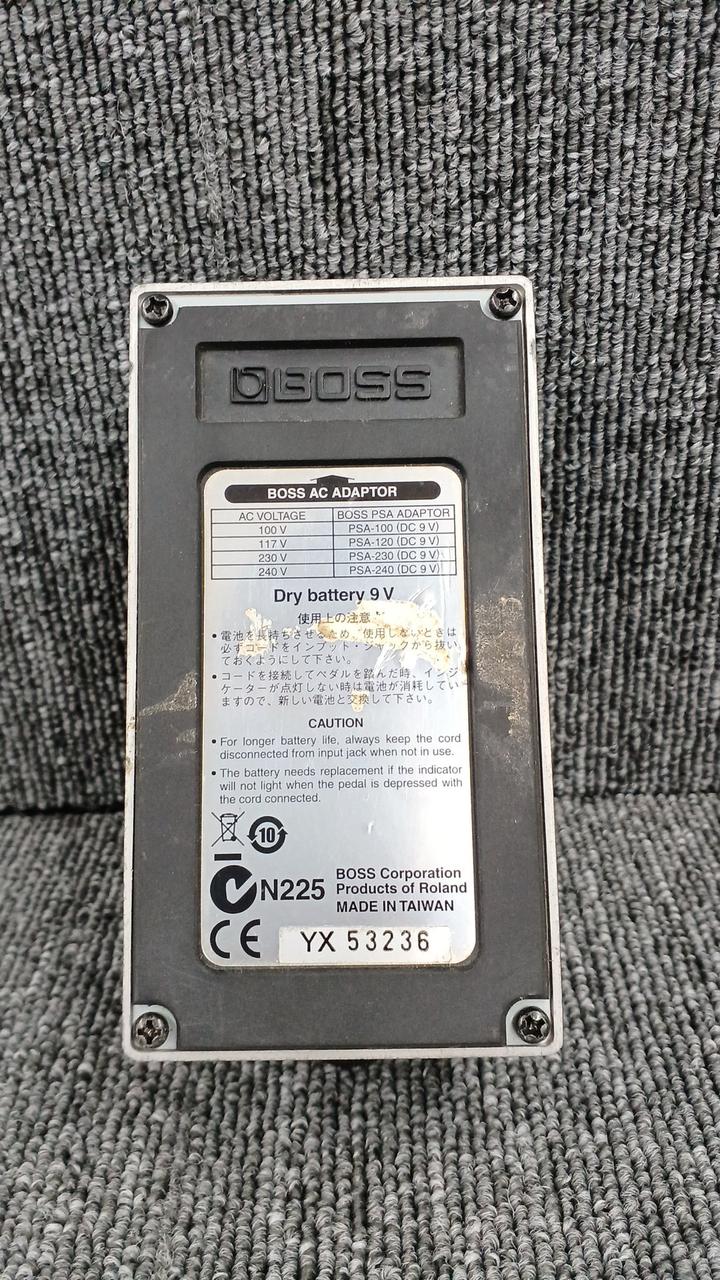 BOSS
BOSS AC ADAPTOR
AC VOLTAGE BOSS PSA ADAPTOR
100 V PSA-100 (DC 9 V)
117 V PSA-120 (DC 9 V)
230 V PSA-230 (DC 9 V)
240 V PSA-240 (DC 9 V)
Dry battery 9 V
使用上の注意
• 電池を長持ちさせるため、使用しないときは
必ずコードをインプット・ジャックから抜い
ておくようにして下さい。
• コードを接続してペダルを踏んだ時、インジ
ケーターが点灯しない時は電池が消耗してい
ますので、新しい電池と交換して下さい。
CAUTION
• For longer battery life, always keep the cord
disconnected from input jack when not in use.
• The battery needs replacement if the indicator
will not light when the pedal is depressed with
the cord connected.
10
N225
BOSS Corporation
Products of Roland
MADE IN TAIWAN
CE
YX 53236